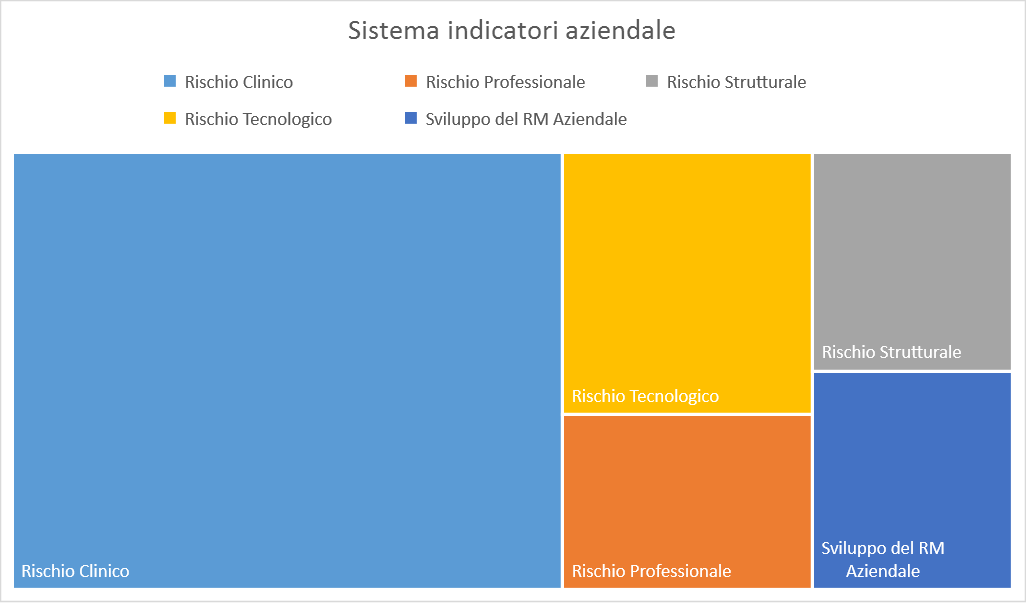 Sistema indicatori aziendale
Rischio Clinico
Rischio Professionale
Rischio Strutturale
Rischio Tecnologico
Sviluppo del RM Aziendale
Rischio Clinico
Rischio Tecnologico
Rischio Professionale
Rischio Strutturale
Sviluppo del RM
Aziendale